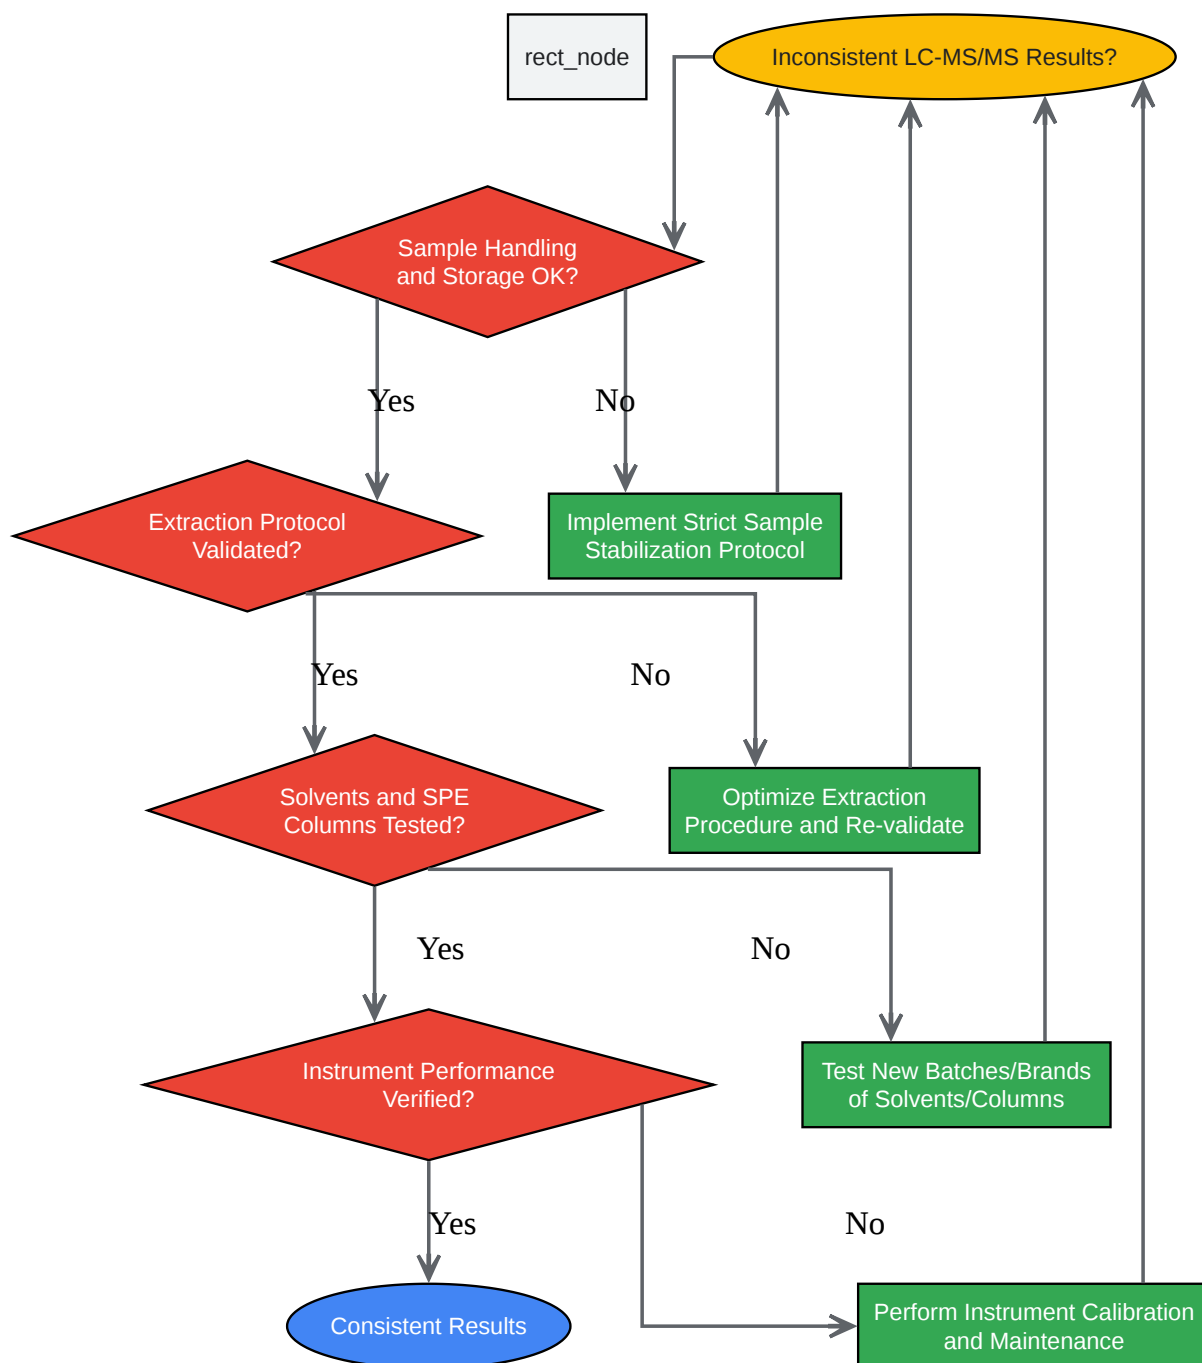 rect_node
Inconsistent LC-MS/MS Results?
Sample Handling
and Storage OK?
Yes
No
Extraction Protocol
Validated?
Implement Strict Sample
Stabilization Protocol
Yes
No
Solvents and SPE
Columns Tested?
Optimize Extraction
Procedure and Re-validate
Yes
No
Instrument Performance
Verified?
Test New Batches/Brands
of Solvents/Columns
Yes
No
Consistent Results
Perform Instrument Calibration
and Maintenance